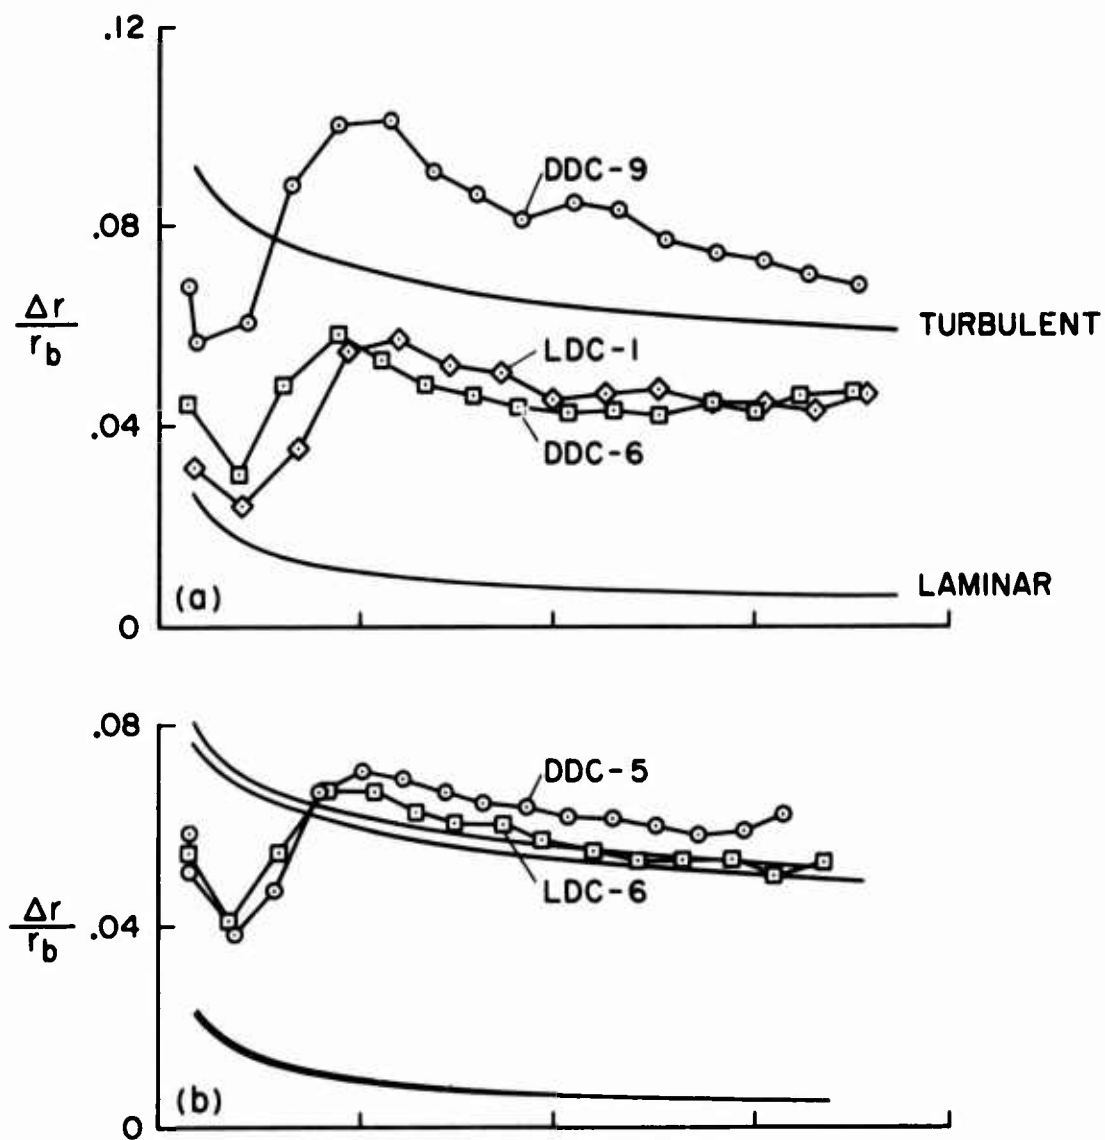 .12
DDC-9
.08
Δr
r_b
TURBULENT
LDC-1
.04
DDC-6
LAMINAR
(a)
0
.08
DDC-5
LDC-6
Δr
r_b
.04
(b)
0